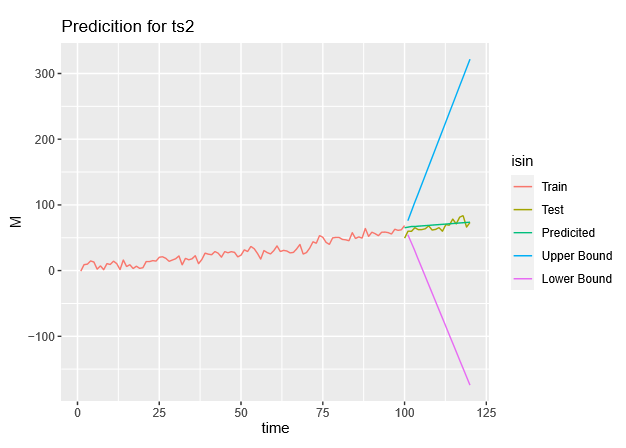 Predicition for ts2
300
200
100
0
−100
M
0
25
50
75
100
125
time
isin
Train
Test
Predicited
Upper Bound
Lower Bound